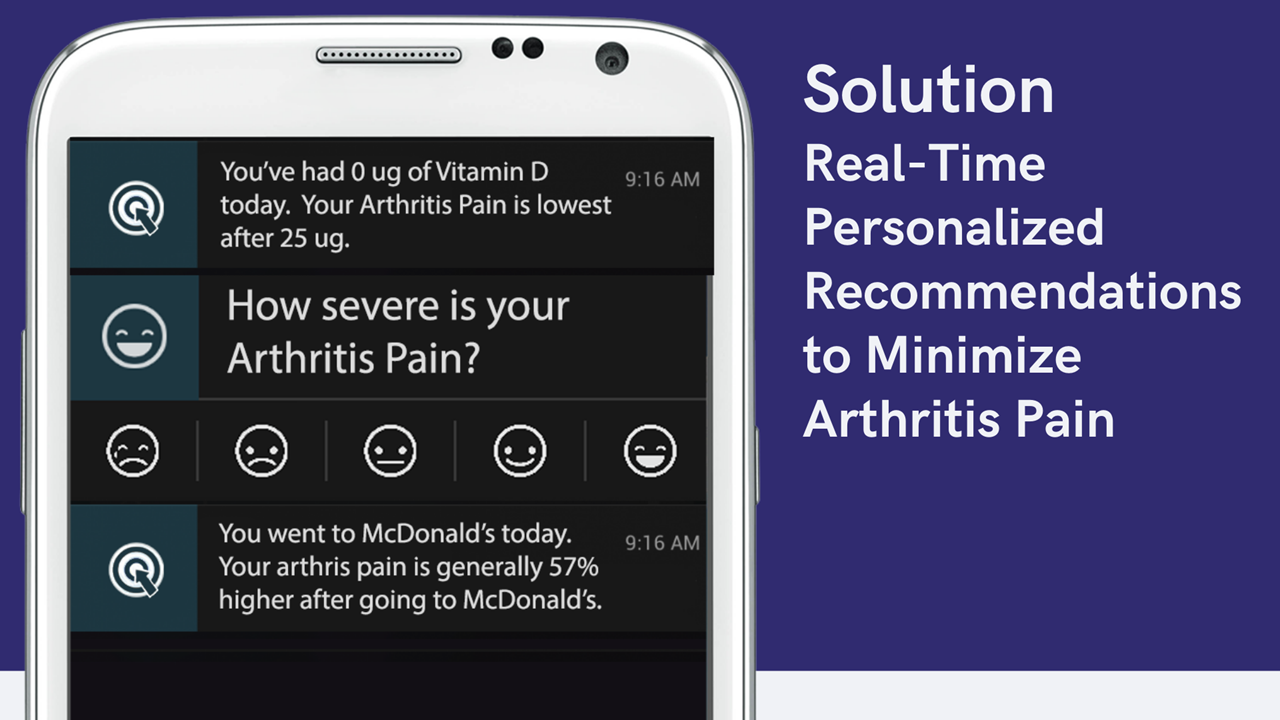 You've had 0 ug of Vitamin D
today.  Your Arthritis Pain is lowest
after 25 ug.
9:16 AM
How severe is your
Arthritis Pain?
You went to McDonald's today.
Your arthris pain is generally 57%
higher after going to McDonald's.
9:16 AM
Solution
Real-Time
Personalized
Recommendations
to Minimize
Arthritis Pain